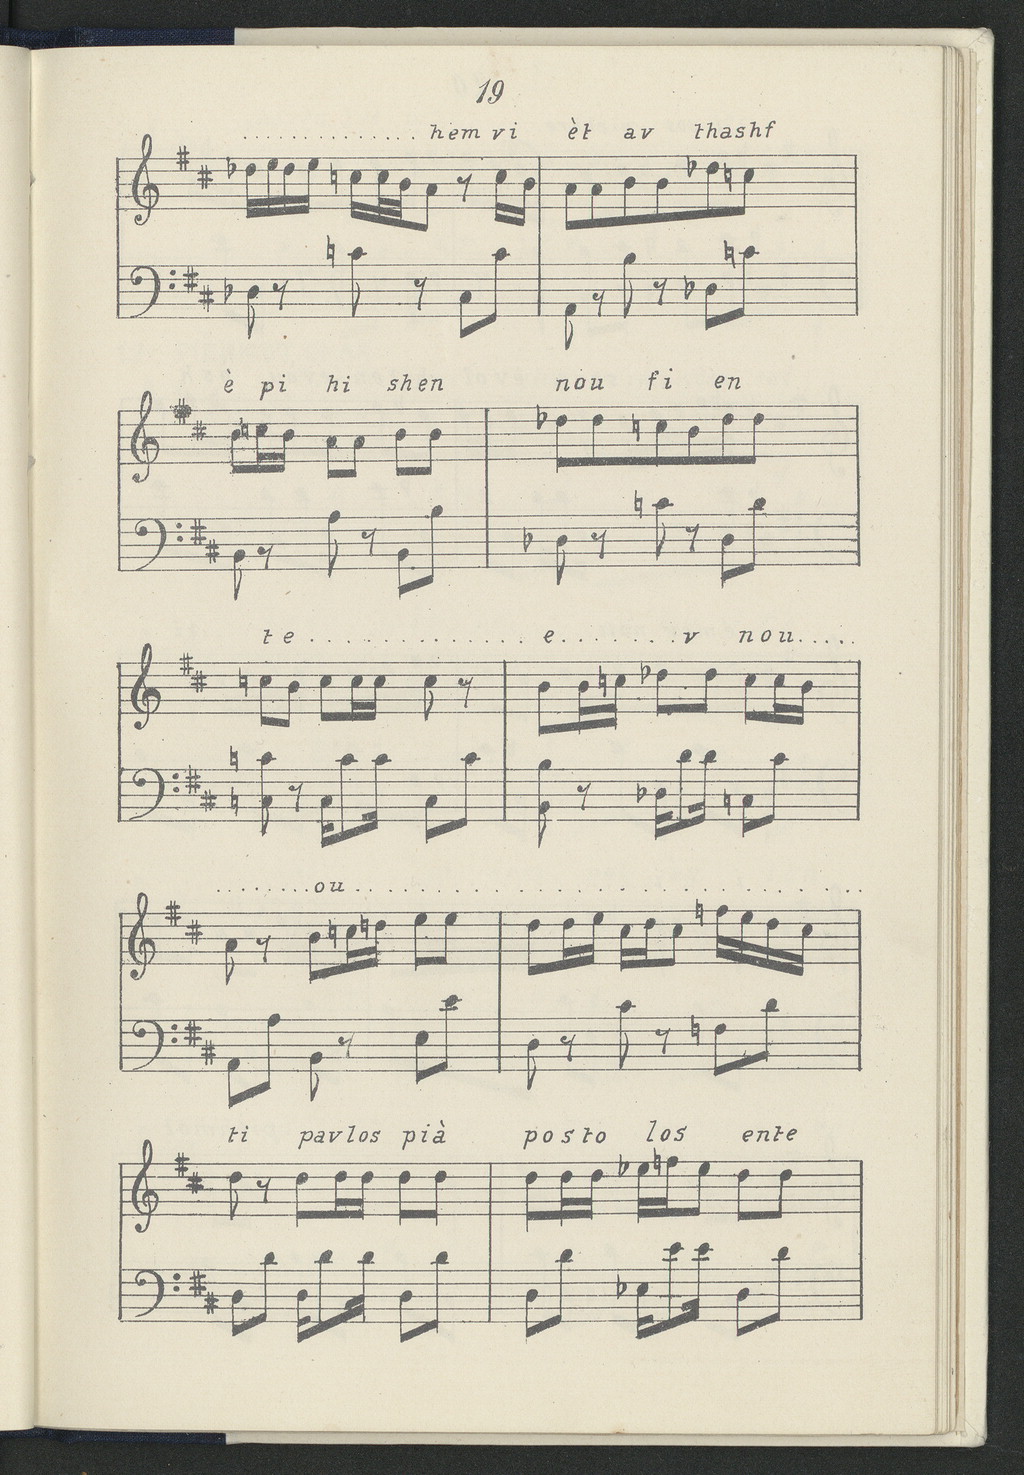 19
.............. hem vi èt av thashf
è pi hi shen nou fi en
te.............. e........v nou.....
........ou..............
ti pavlos pià posto los ente